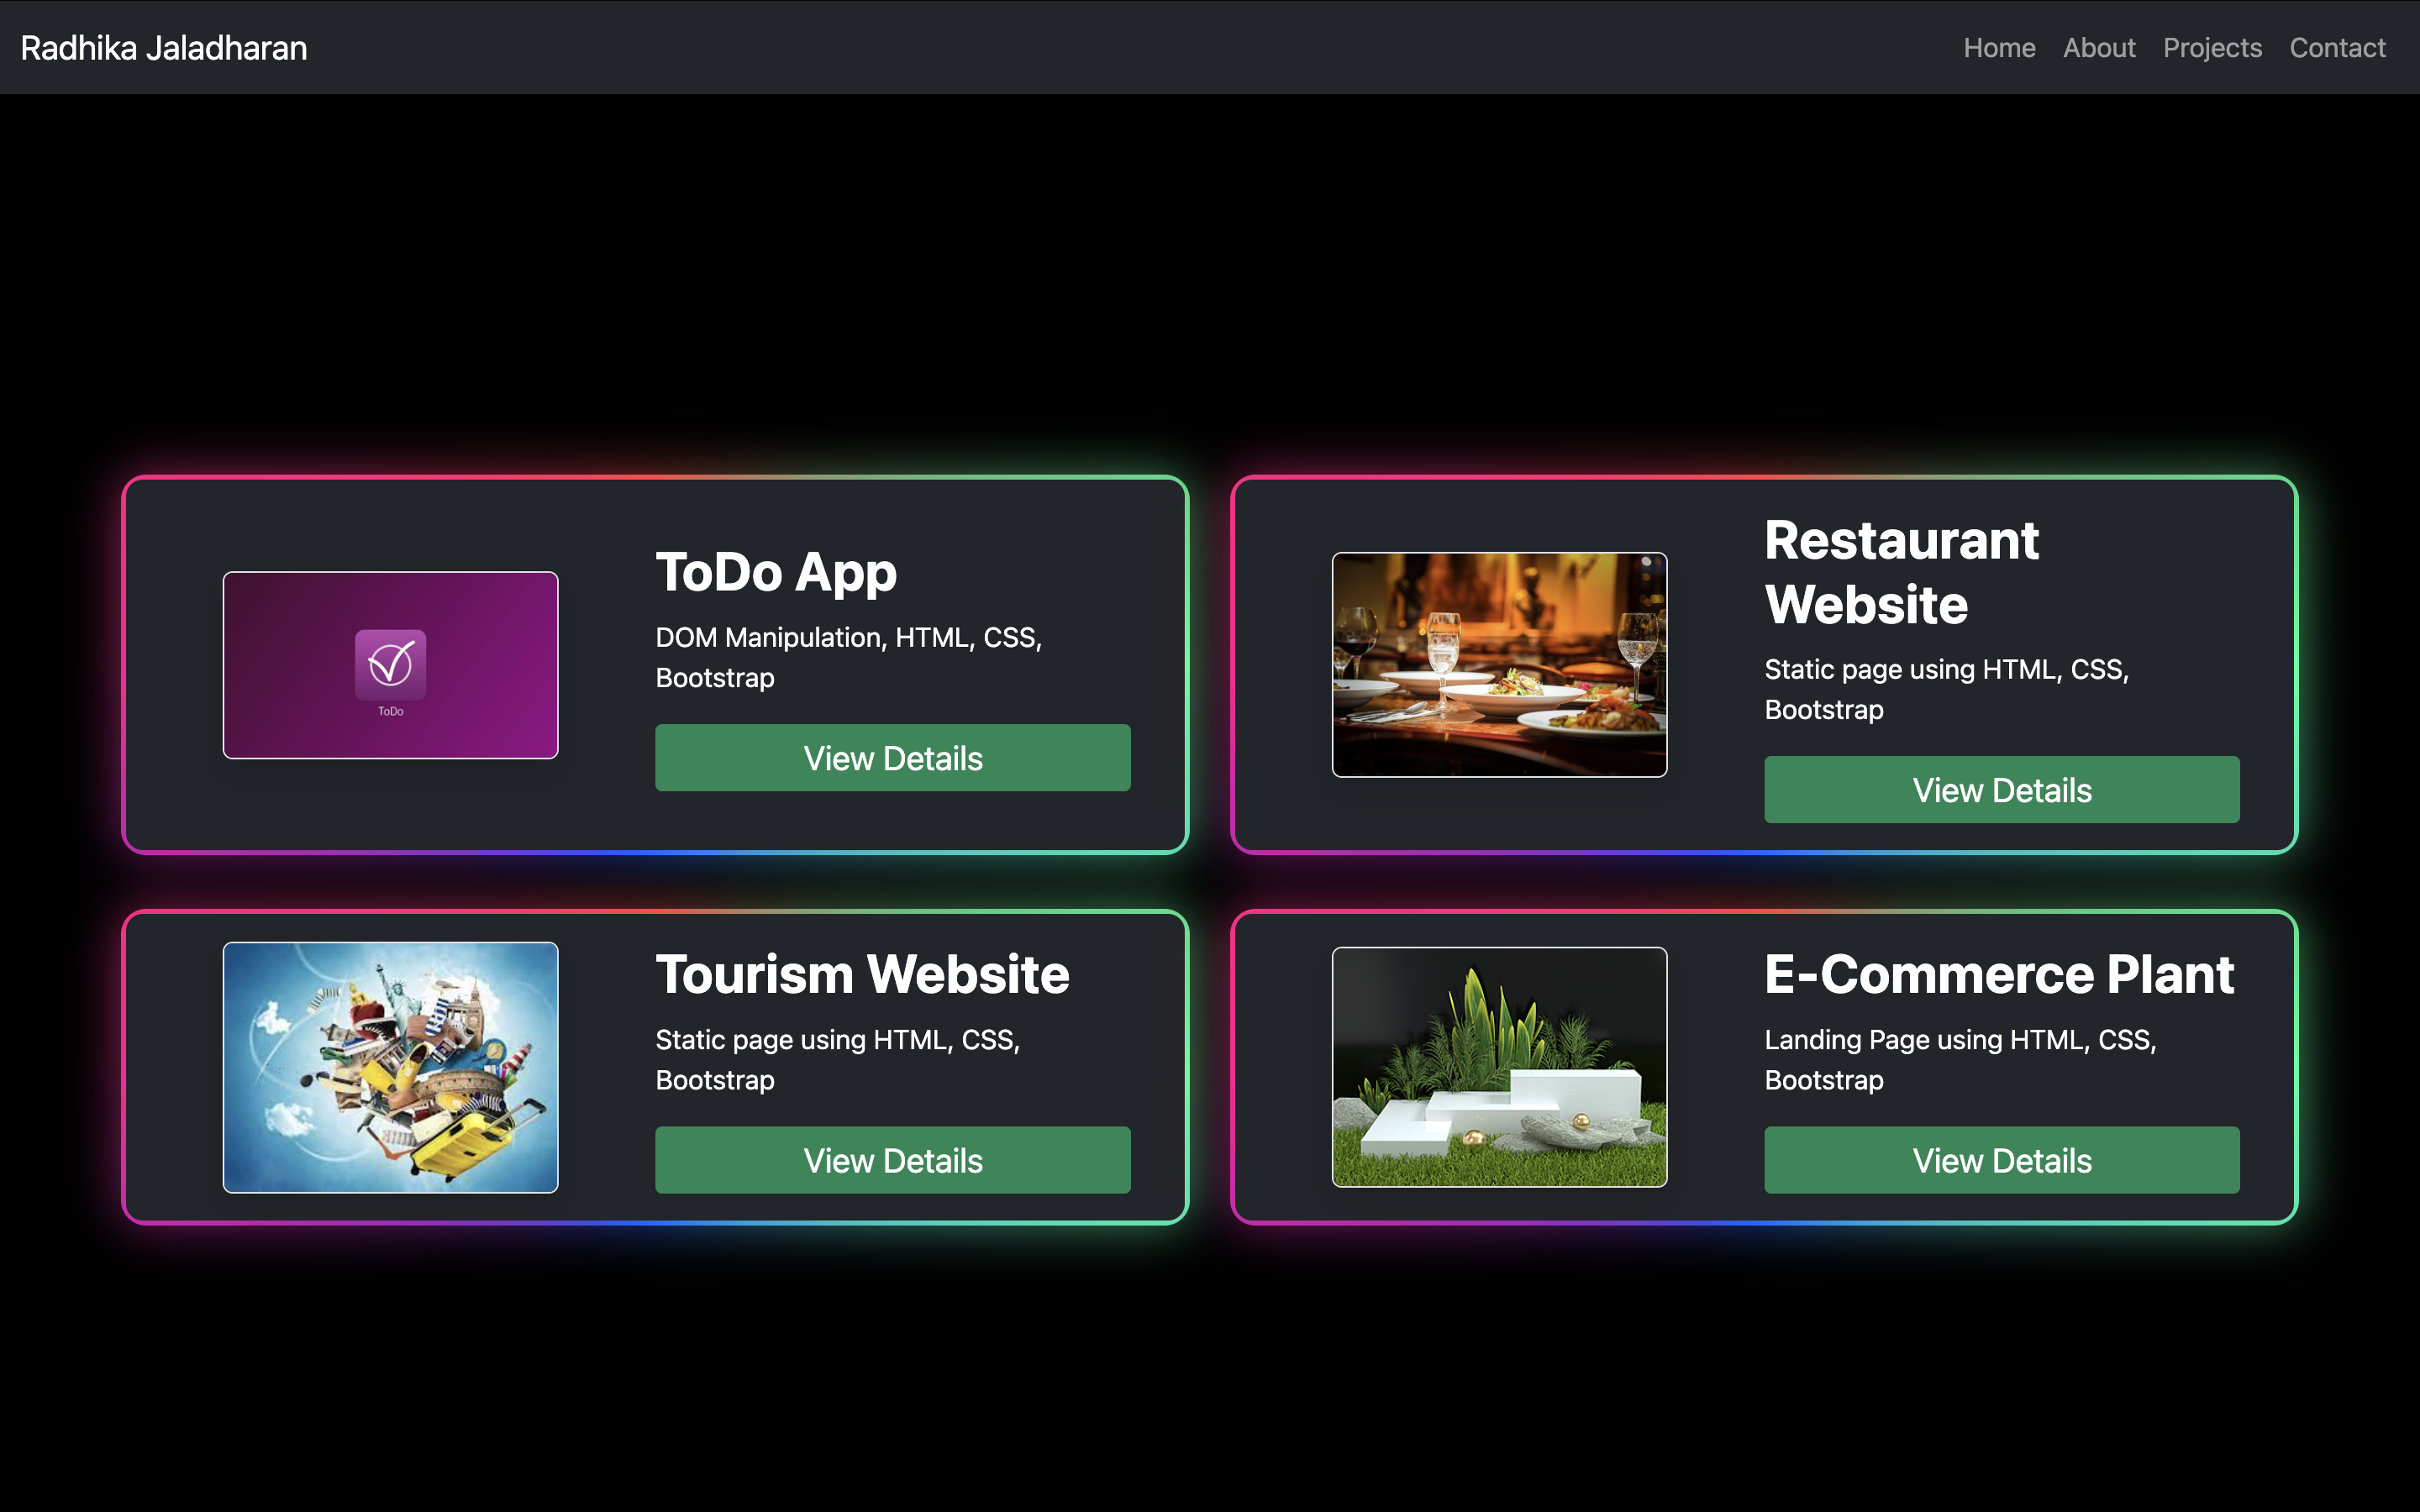 Radhika Jaladharan
Home About Projects Contact
ToDo
ToDo App
DOM Manipulation, HTML, CSS,
Bootstrap
View Details
Restaurant
Website
Static page using HTML, CSS,
Bootstrap
View Details
Tourism Website
Static page using HTML, CSS,
Bootstrap
View Details
E-Commerce Plant
Landing Page using HTML, CSS,
Bootstrap
View Details